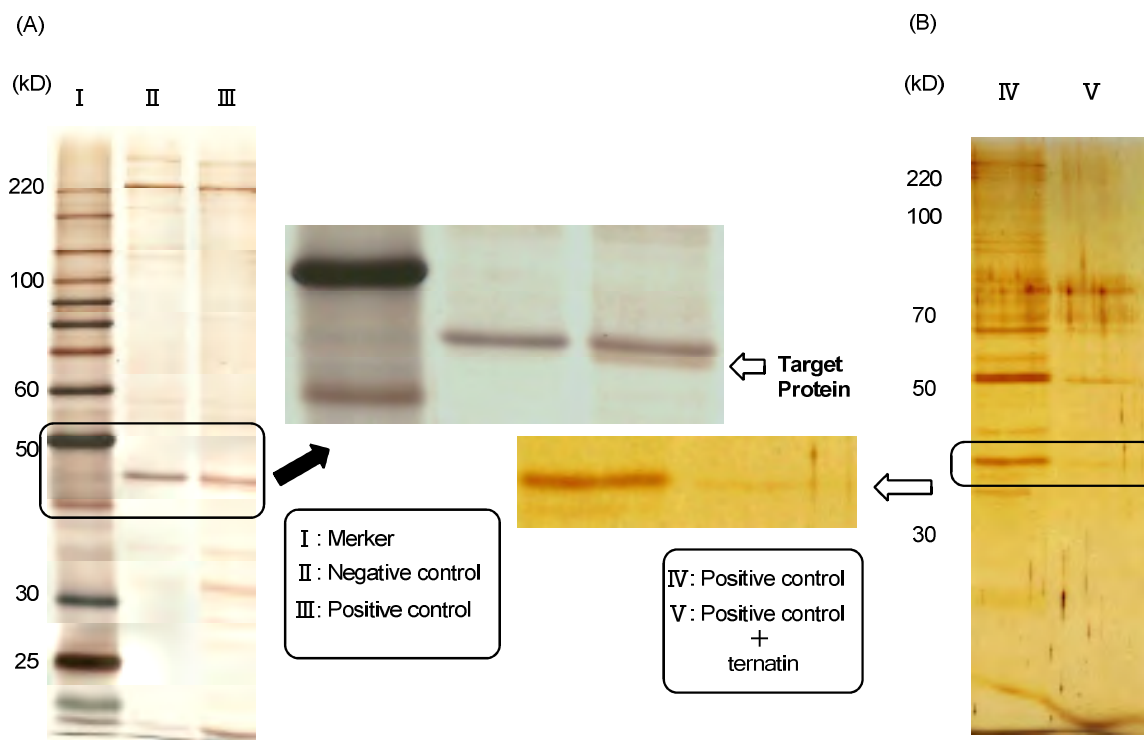 (A)
(kD)
Ⅰ Ⅱ Ⅲ
220
100
60
50
30
25
Target
Protein
Ⅰ : Merker
Ⅱ : Negative control
Ⅲ : Positive control
(B)
(kD)
Ⅳ Ⅴ
220
100
70
50
40
30
Ⅳ : Positive control
Ⅴ : Positive control
+
ternatin